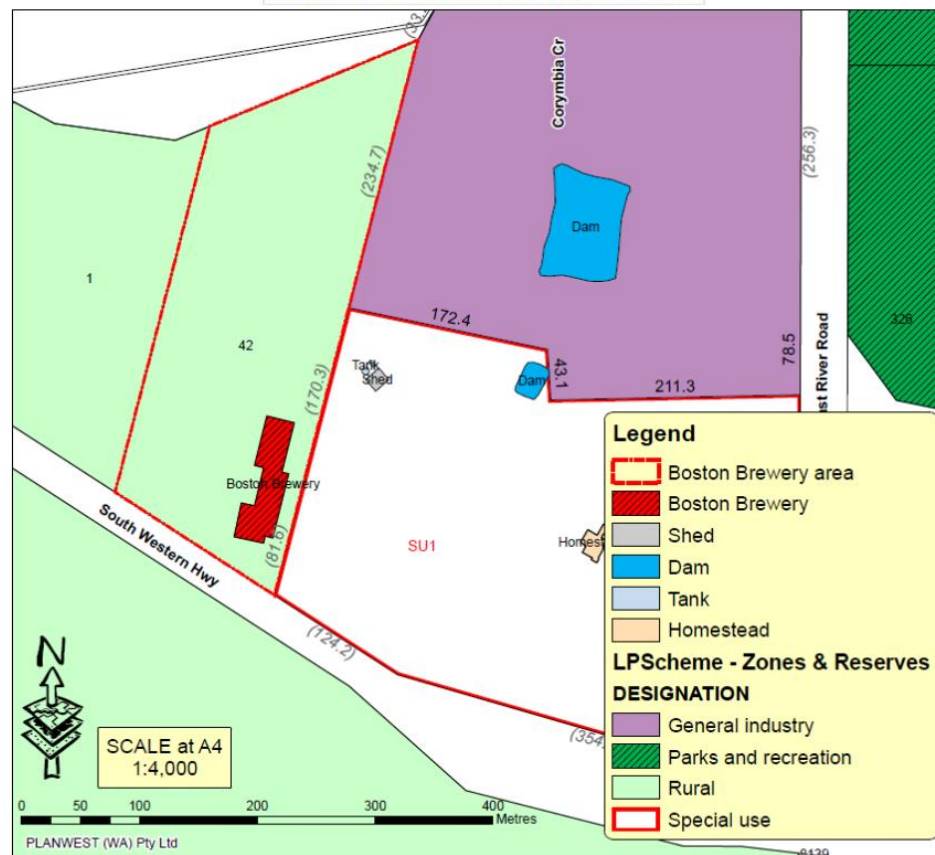 Corymbia Cr
(256.3)
(234.7)
Dam
1
172.4
326
42
Tank
Shed
Dam
43.1
78.5
211.3
(170.3)
Boston Brewery
(81.6)
South Western Hwy
SU1
(124.2)
Legend
Boston Brewery area
Boston Brewery
Shed
Dam
Tank
Homestead
LPScheme - Zones & Reserves
DESIGNATION
General industry
Parks and recreation
Rural
Special use
N
SCALE at A4
1:4,000
0 50 100 200 300 400
Metres
PLANWEST (WA) Pty Ltd
River Road